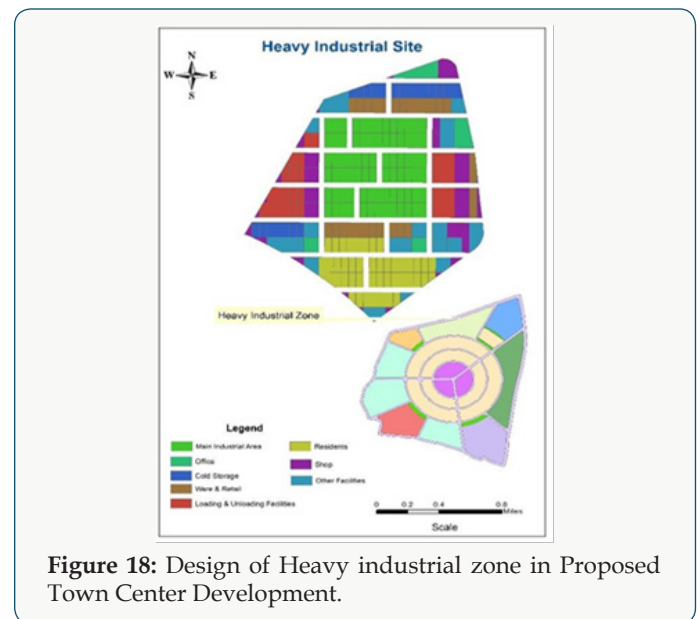 Heavy Industrial Site
N
W E
S
Heavy Industrial Zone
Legend
Main Industrial Area
Office
Cold Storage
Ware & Retail
Loading & Unloading Facilities
Residents
Shop
Other Facilities
0 0.2 0.4 0.8
Miles
Scale
Figure 18: Design of Heavy industrial zone in Proposed
Town Center Development.